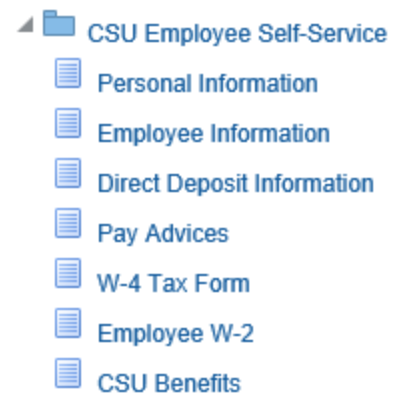 CSU Employee Self-Service
Personal Information
Employee Information
Direct Deposit Information
Pay Advices
W-4 Tax Form
Employee W-2
CSU Benefits